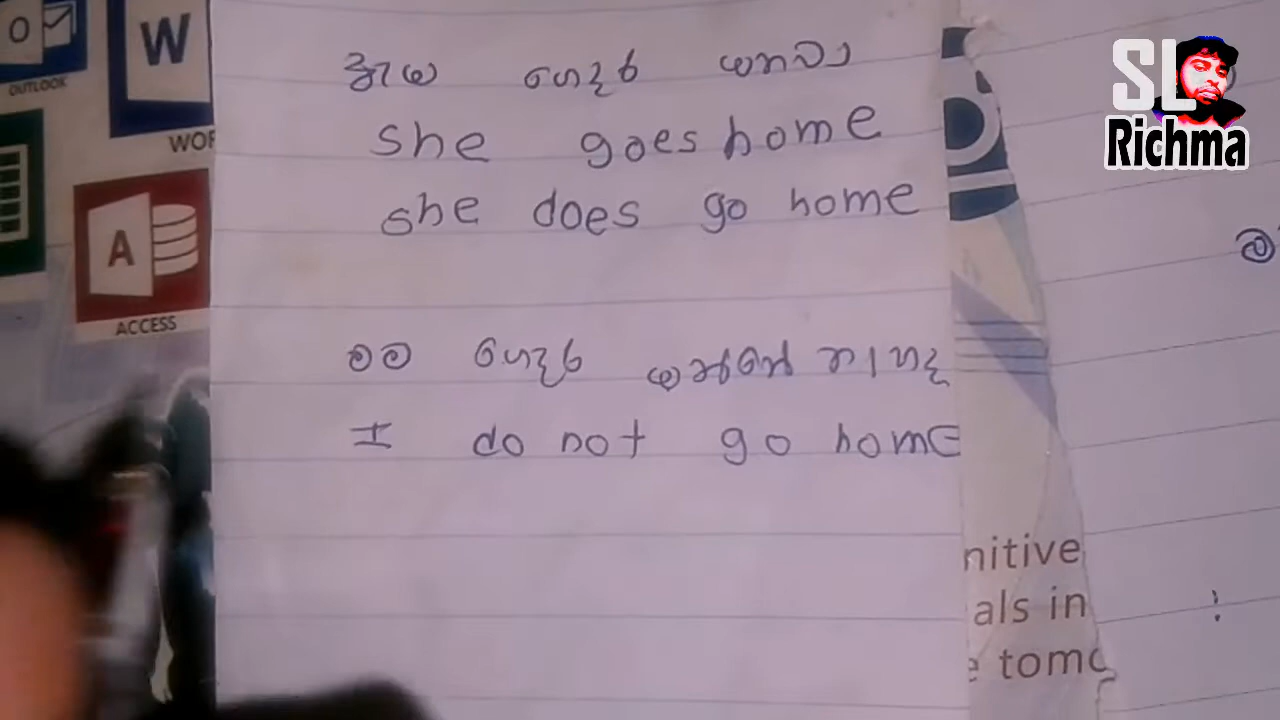 OUTLOOK
W
WOR
A
ACCESS
SL
Richma
ඈය ගෙදර යනවා
she goes home
she does go home
මම ගෙදර යන්නේ නැහැ
I do not go home
nitive
als in
e tomo